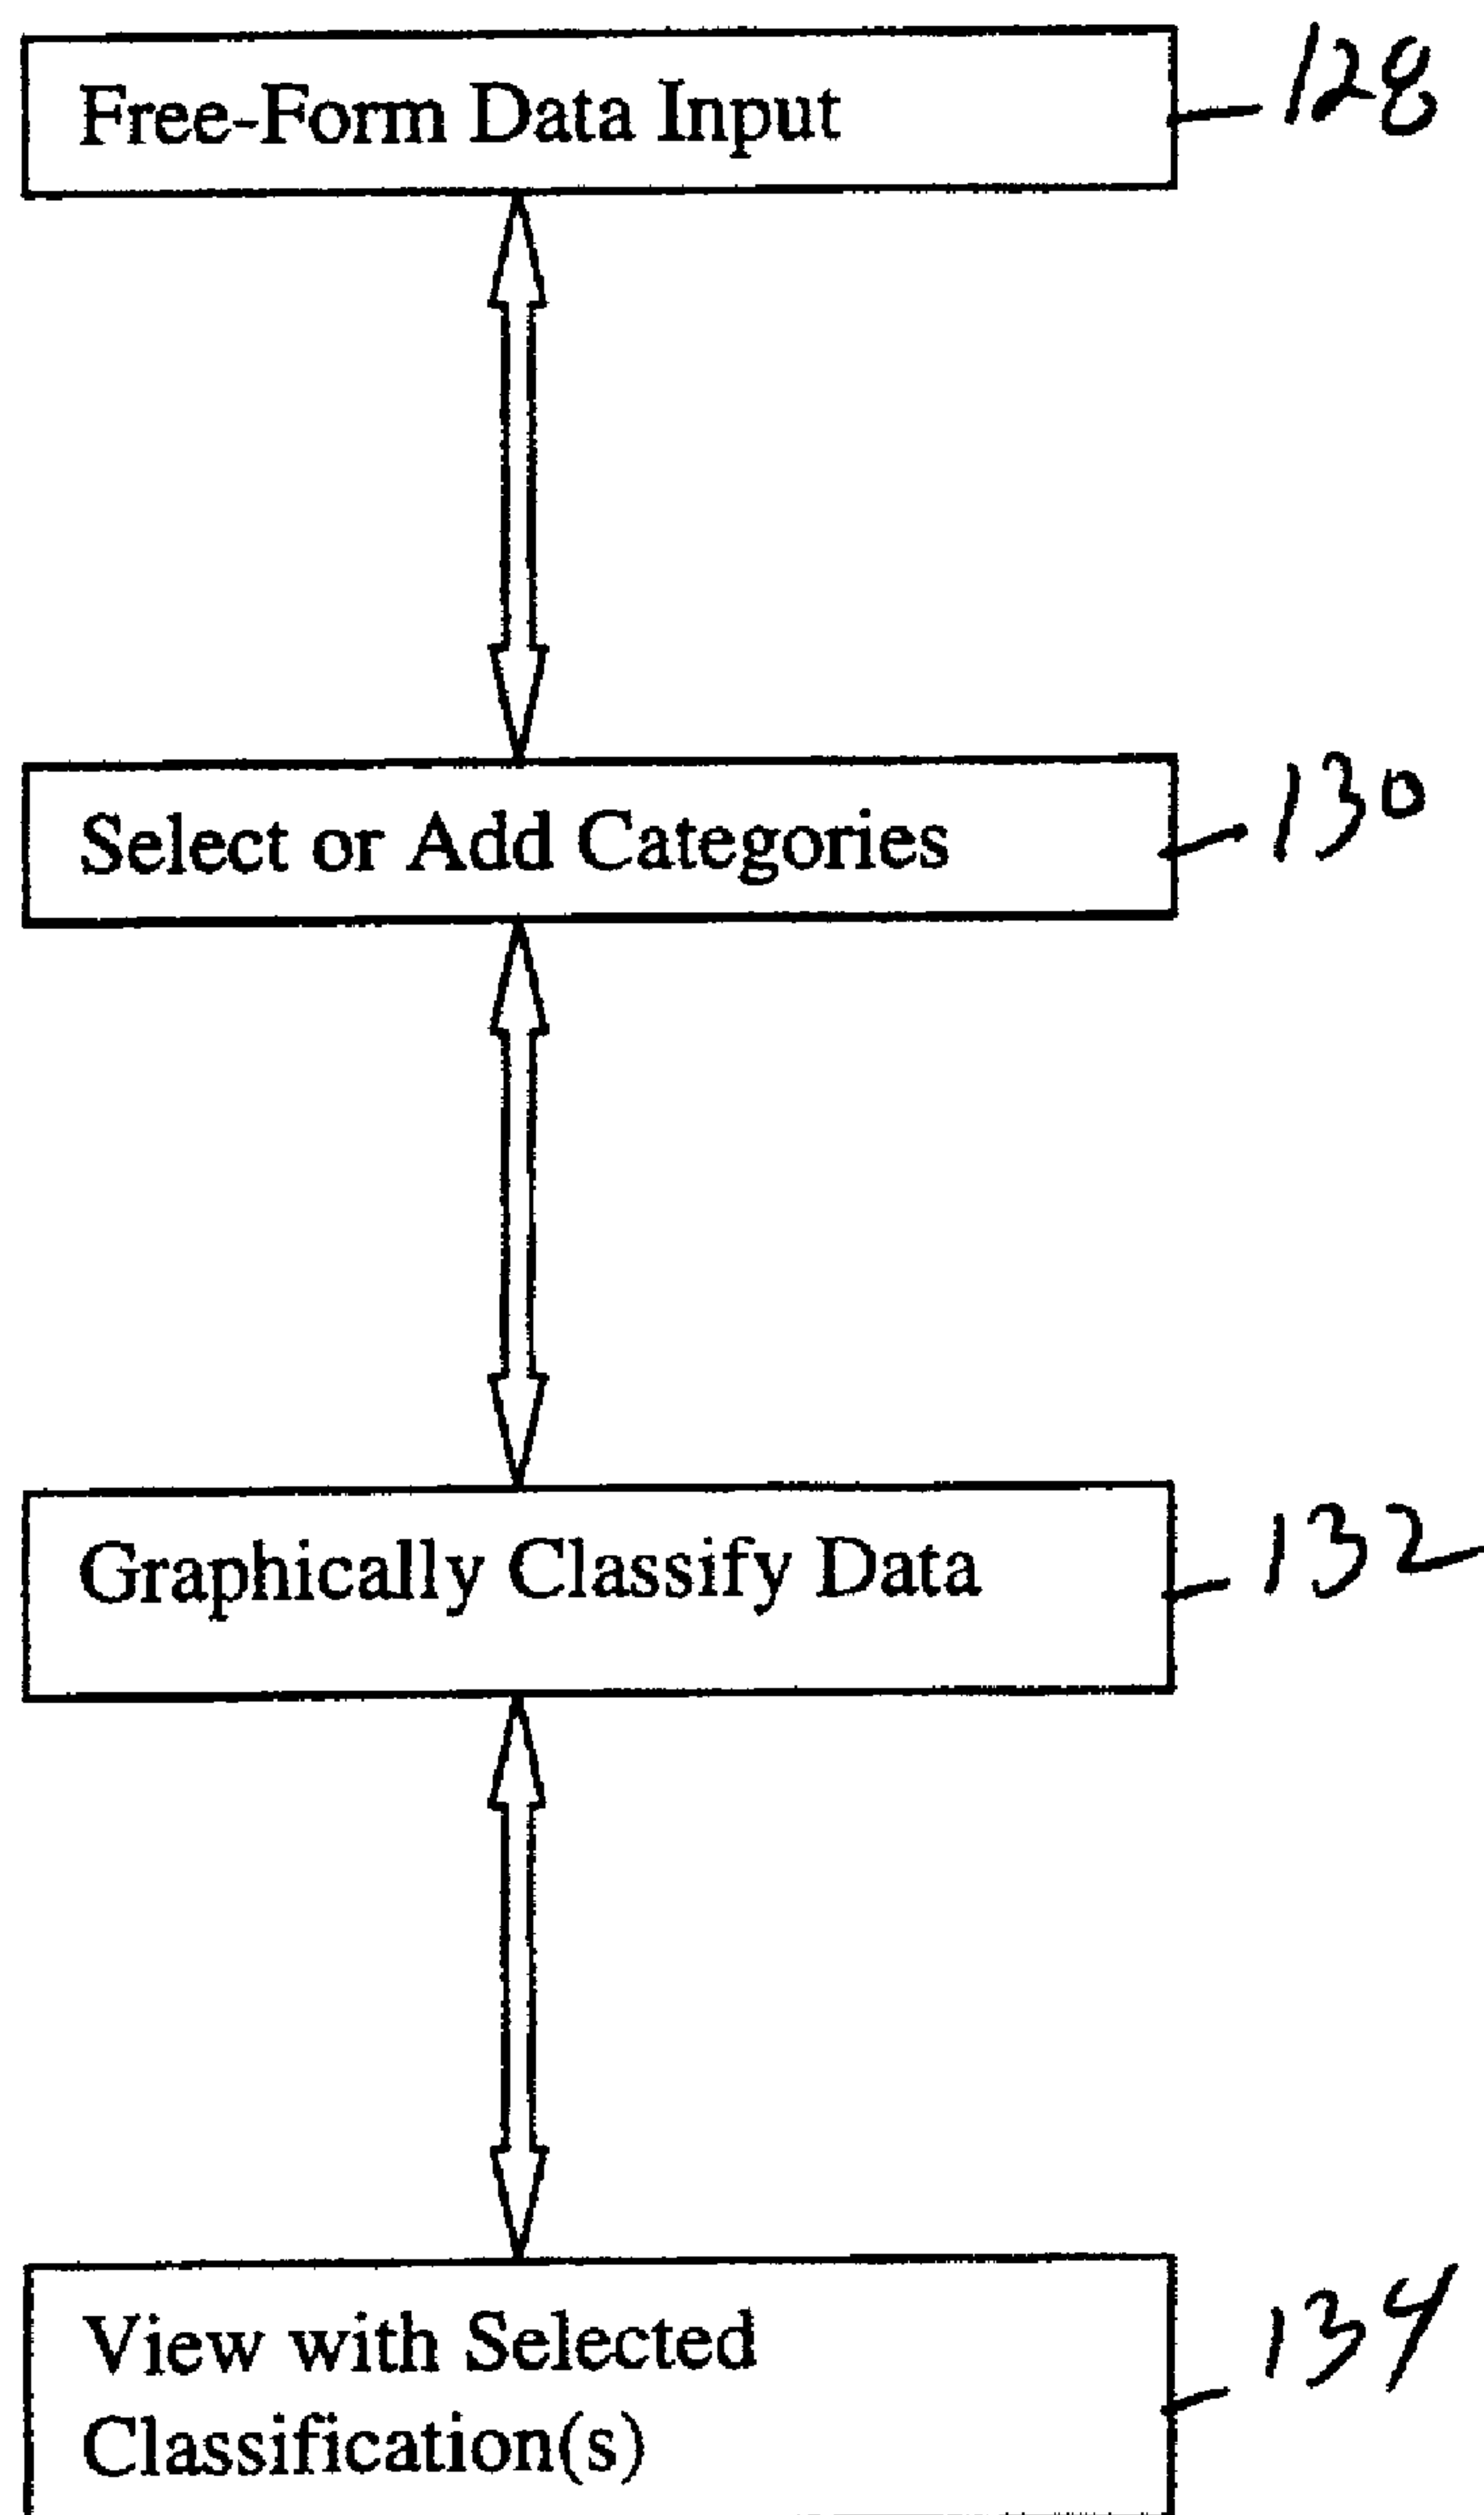 Free-Form Data Input
128
Select or Add Categories
130
Graphically Classify Data
132
View with Selected
Classification(s)
134